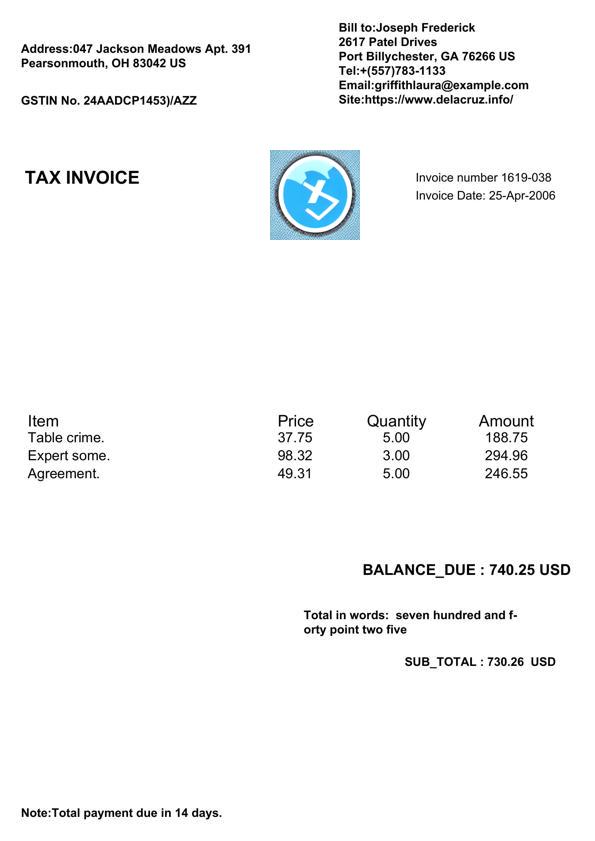 Address:047 Jackson Meadows Apt. 391
Pearsonmouth, OH 83042 US
GSTIN No. 24AADCP1453)/AZZ
Bill to:Joseph Frederick
2617 Patel Drives
Port Billychester, GA 76266 US
Tel:+(557)783-1133
Email:griffithlaura@example.com
Site:https://www.delacruz.info/
TAX INVOICE
Invoice number 1619-038
Invoice Date: 25-Apr-2006
Item Price Quantity Amount
Table crime. 37.75 5.00 188.75
Expert some. 98.32 3.00 294.96
Agreement. 49.31 5.00 246.55
BALANCE_DUE : 740.25 USD
Total in words:  seven hundred and f-
orty point two five
SUB_TOTAL : 730.26  USD
Note:Total payment due in 14 days.